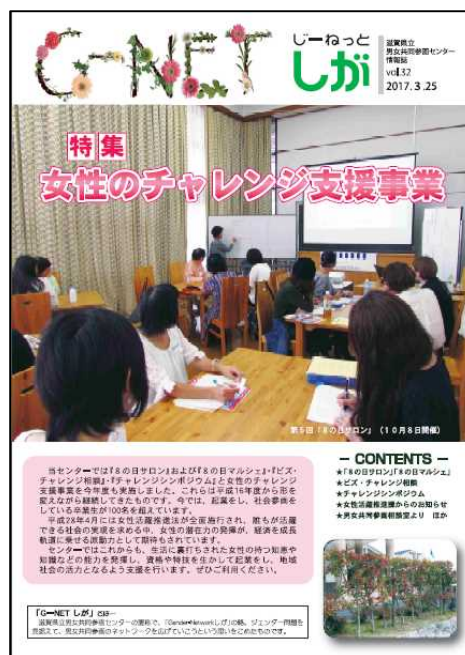 G-NET
じーねっと
しが
滋賀県立
男女共同参画センター
情報誌
vol.32
2017.3.25
特集
女性のチャレンジ支援事業
第5回「8の日サロン」(10月8日開催)
当センターでは『8の日サロン』および『8の日マルシェ』・『ビズ・
チャレンジ相談』・『チャレンジシンポジウム』と女性のチャレンジ
支援事業を今年度も実施しました。これらは平成16年度から形を
変えながら継続してきたものです。今では、起業をし、社会参画を
している卒業生が100名を超えています。
平成28年4月には女性活躍推進法が全面施行され、誰もが活躍
できる社会の実現を求める中、女性の潜在力の発揮が、経済を成長
軌道に乗せる原動力として期待されています。
センターではこれからも、生活に裏打ちされた女性の持つ知恵や
知識などの能力を発揮し、資格や特技を生かして起業をし、地域
社会の活力となるよう支援を行います。ぜひご利用ください。
― CONTENTS ―
★「8の日サロン」「8の日マルシェ」
★ビズ・チャレンジ相談
★チャレンジシンポジウム
★女性活躍推進課からのお知らせ
★男女共同参画相談室より ほか
「G-NET しが」とは…
滋賀県立男女共同参画センターの愛称で、「Gender-Networkしが」の略。ジェンダー問題を
見据えて、男女共同参画のネットワークを広げていこうという思いをこめたものです。